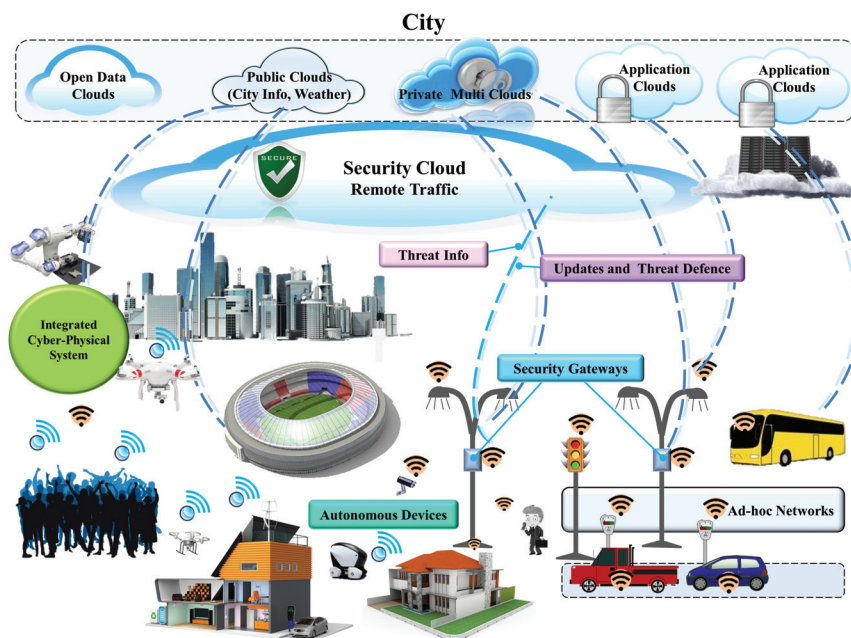 City
Open Data
Clouds
Public Clouds
(City Info, Weather)
Private Multi Clouds
Application
Clouds
Application
Clouds
SECURE
Security Cloud
Remote Traffic
Threat Info
Updates and Threat Defence
Integrated
Cyber-Physical
System
Security Gateways
Autonomous Devices
Ad-hoc Networks